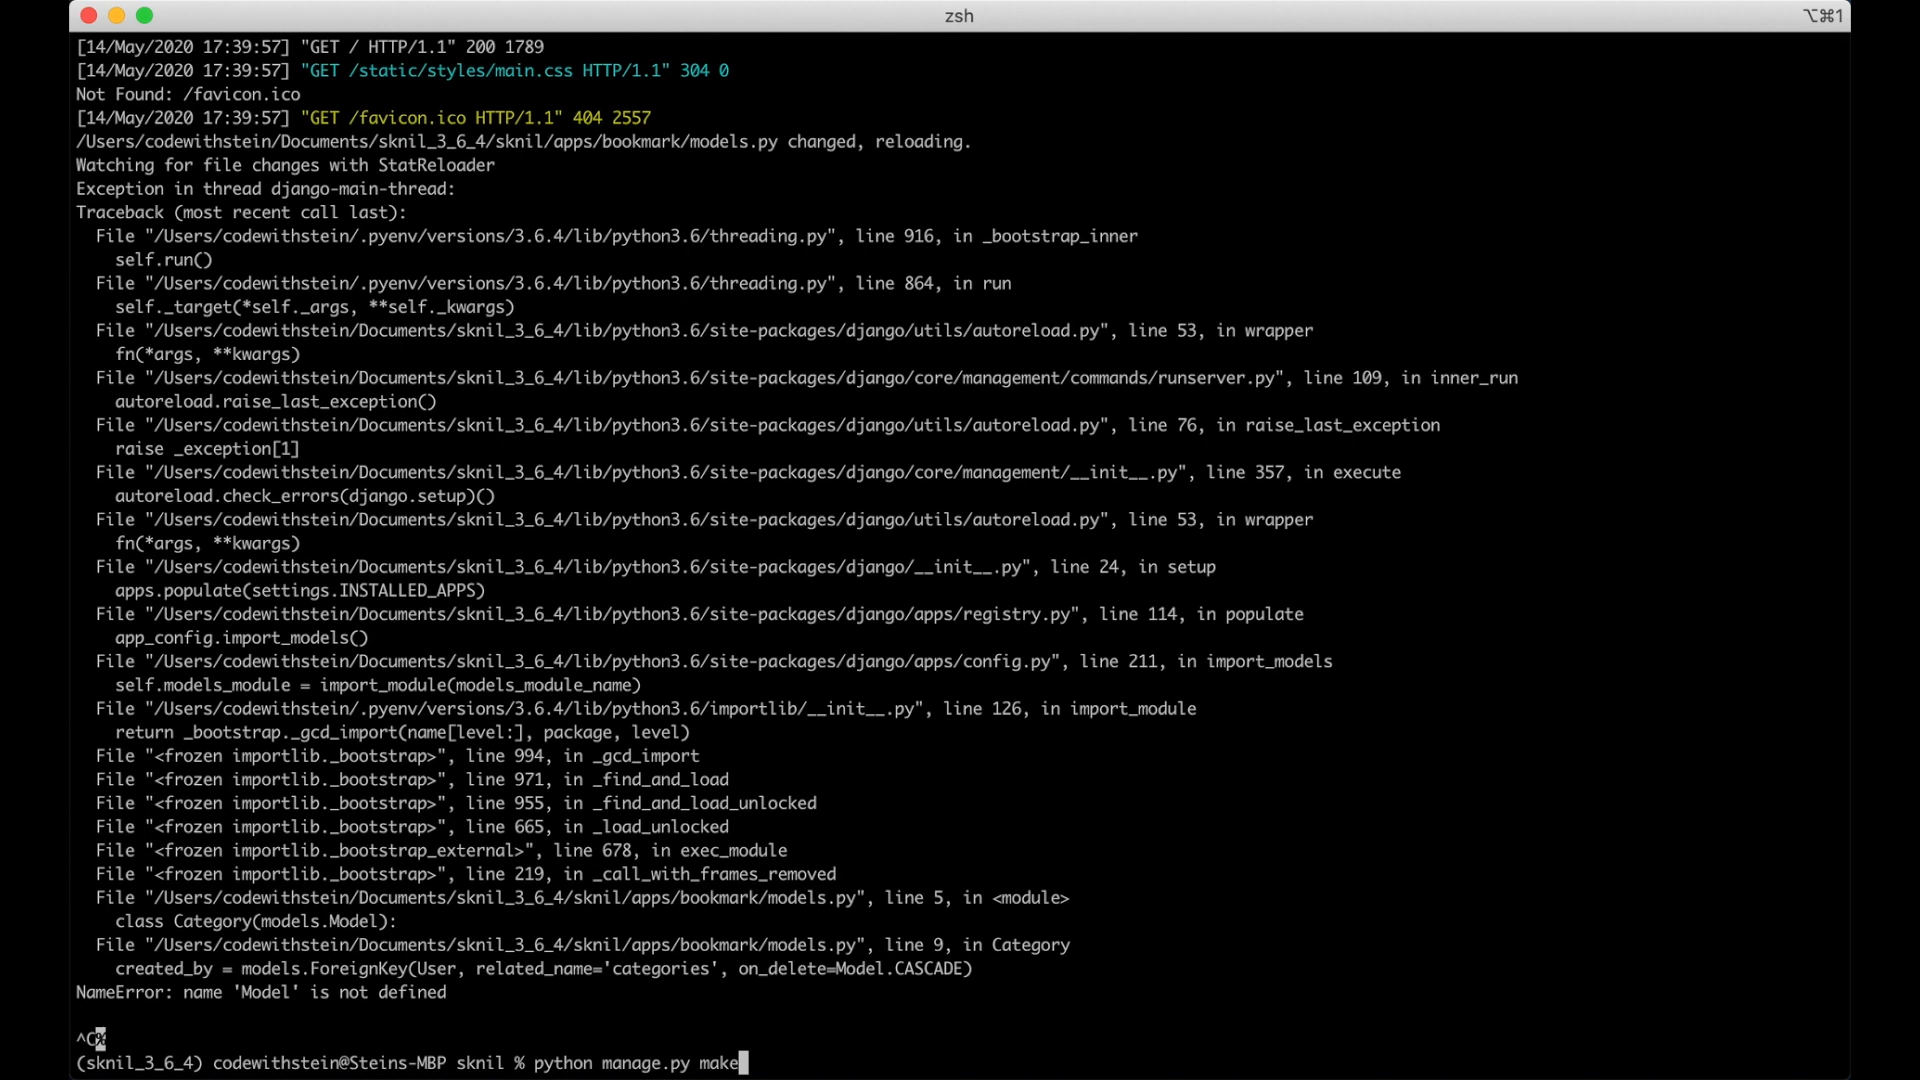 zsh
⌥⌘1
[14/May/2020 17:39:57] "GET / HTTP/1.1" 200 1789
[14/May/2020 17:39:57] "GET /static/styles/main.css HTTP/1.1" 304 0
Not Found: /favicon.ico
[14/May/2020 17:39:57] "GET /favicon.ico HTTP/1.1" 404 2557
/Users/codewithstein/Documents/sknil_3_6_4/sknil/apps/bookmark/models.py changed, reloading.
Watching for file changes with StatReloader
Exception in thread django-main-thread:
Traceback (most recent call last):
  File "/Users/codewithstein/.pyenv/versions/3.6.4/lib/python3.6/threading.py", line 916, in _bootstrap_inner
    self.run()
  File "/Users/codewithstein/.pyenv/versions/3.6.4/lib/python3.6/threading.py", line 864, in run
    self._target(*self._args, **self._kwargs)
  File "/Users/codewithstein/Documents/sknil_3_6_4/lib/python3.6/site-packages/django/utils/autoreload.py", line 53, in wrapper
    fn(*args, **kwargs)
  File "/Users/codewithstein/Documents/sknil_3_6_4/lib/python3.6/site-packages/django/core/management/commands/runserver.py", line 109, in inner_run
    autoreload.raise_last_exception()
  File "/Users/codewithstein/Documents/sknil_3_6_4/lib/python3.6/site-packages/django/utils/autoreload.py", line 76, in raise_last_exception
    raise _exception[1]
  File "/Users/codewithstein/Documents/sknil_3_6_4/lib/python3.6/site-packages/django/core/management/__init__.py", line 357, in execute
    autoreload.check_errors(django.setup)()
  File "/Users/codewithstein/Documents/sknil_3_6_4/lib/python3.6/site-packages/django/utils/autoreload.py", line 53, in wrapper
    fn(*args, **kwargs)
  File "/Users/codewithstein/Documents/sknil_3_6_4/lib/python3.6/site-packages/django/__init__.py", line 24, in setup
    apps.populate(settings.INSTALLED_APPS)
  File "/Users/codewithstein/Documents/sknil_3_6_4/lib/python3.6/site-packages/django/apps/registry.py", line 114, in populate
    app_config.import_models()
  File "/Users/codewithstein/Documents/sknil_3_6_4/lib/python3.6/site-packages/django/apps/config.py", line 211, in import_models
    self.models_module = import_module(models_module_name)
  File "/Users/codewithstein/.pyenv/versions/3.6.4/lib/python3.6/importlib/__init__.py", line 126, in import_module
    return _bootstrap._gcd_import(name[level:], package, level)
  File "<frozen importlib._bootstrap>", line 994, in _gcd_import
  File "<frozen importlib._bootstrap>", line 971, in _find_and_load
  File "<frozen importlib._bootstrap>", line 955, in _find_and_load_unlocked
  File "<frozen importlib._bootstrap>", line 665, in _load_unlocked
  File "<frozen importlib._bootstrap_external>", line 678, in exec_module
  File "<frozen importlib._bootstrap>", line 219, in _call_with_frames_removed
  File "/Users/codewithstein/Documents/sknil_3_6_4/sknil/apps/bookmark/models.py", line 5, in <module>
    class Category(models.Model):
  File "/Users/codewithstein/Documents/sknil_3_6_4/sknil/apps/bookmark/models.py", line 9, in Category
    created_by = models.ForeignKey(User, related_name='categories', on_delete=Model.CASCADE)
NameError: name 'Model' is not defined
^C%
(sknil_3_6_4) codewithstein@Steins-MBP sknil % python manage.py make